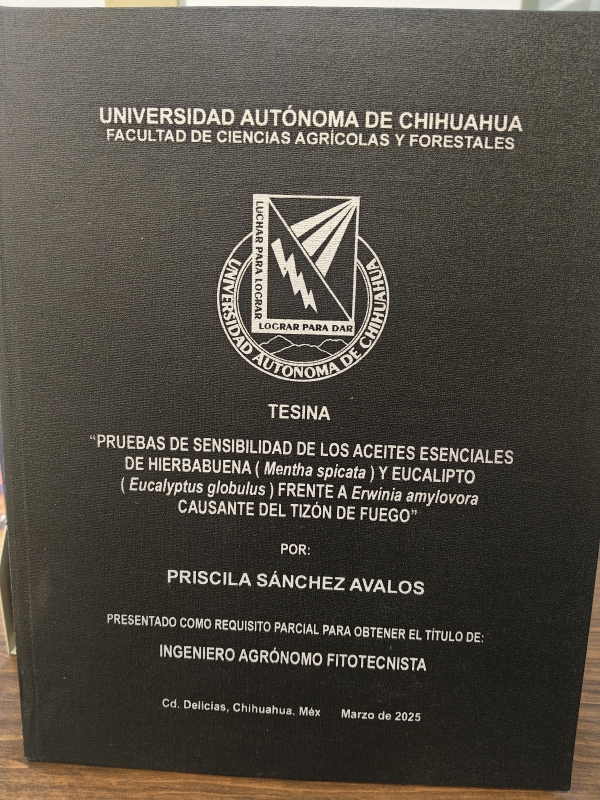 UNIVERSIDAD AUTÓNOMA DE CHIHUAHUA
FACULTAD DE CIENCIAS AGRÍCOLAS Y FORESTALES
LUCHAR PARA LOGRAR
LOGRAR PARA DAR
UNIVERSIDAD AUTONOMA DE CHIHUAHUA
TESINA
“PRUEBAS DE SENSIBILIDAD DE LOS ACEITES ESENCIALES
DE HIERBABUENA ( Mentha spicata ) Y EUCALIPTO
( Eucalyptus globulus ) FRENTE A Erwinia amylovora
CAUSANTE DEL TIZÓN DE FUEGO”
POR:
PRISCILA SÁNCHEZ AVALOS
PRESENTADO COMO REQUISITO PARCIAL PARA OBTENER EL TÍTULO DE:
INGENIERO AGRÓNOMO FITOTECNISTA
Cd. Delicias, Chihuahua. Méx Marzo de 2025